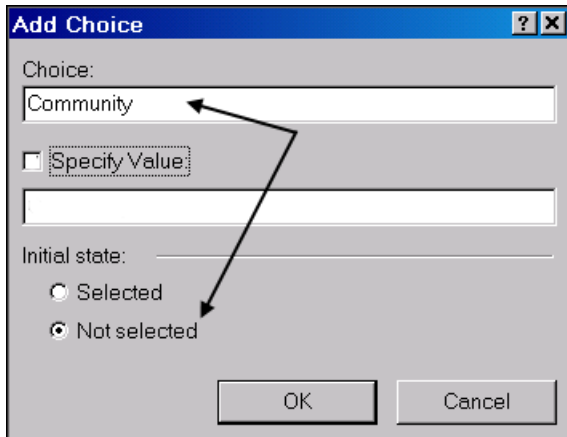 Add Choice
Choice:
Community
Specify Value:
Initial state:
Selected
Not selected
OK Cancel